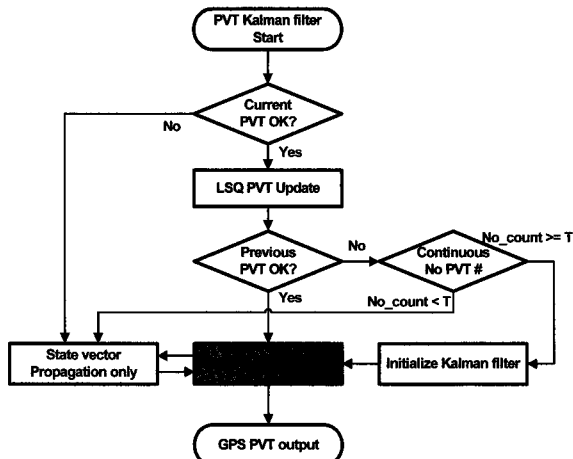 PVT Kalman filter
Start
Current
PVT OK?
No
Yes
LSQ PVT Update
Previous
PVT OK?
No
Continuous
No PVT #
No_count >= T
Yes
No_count < T
State vector
Propagation only
Initialize Kalman filter
GPS PVT output